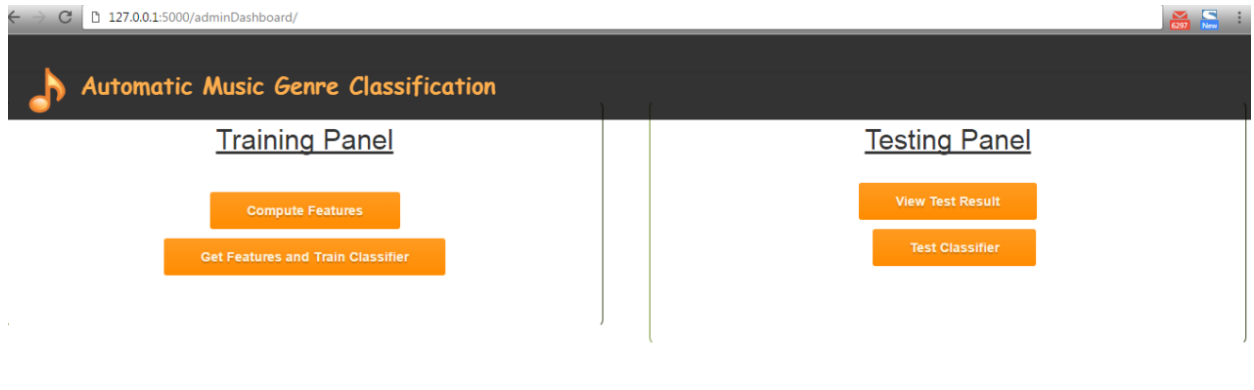 127.0.0.1:5000/adminDashboard/
6297
New
Automatic Music Genre Classification
Training Panel
Compute Features
Get Features and Train Classifier
Testing Panel
View Test Result
Test Classifier